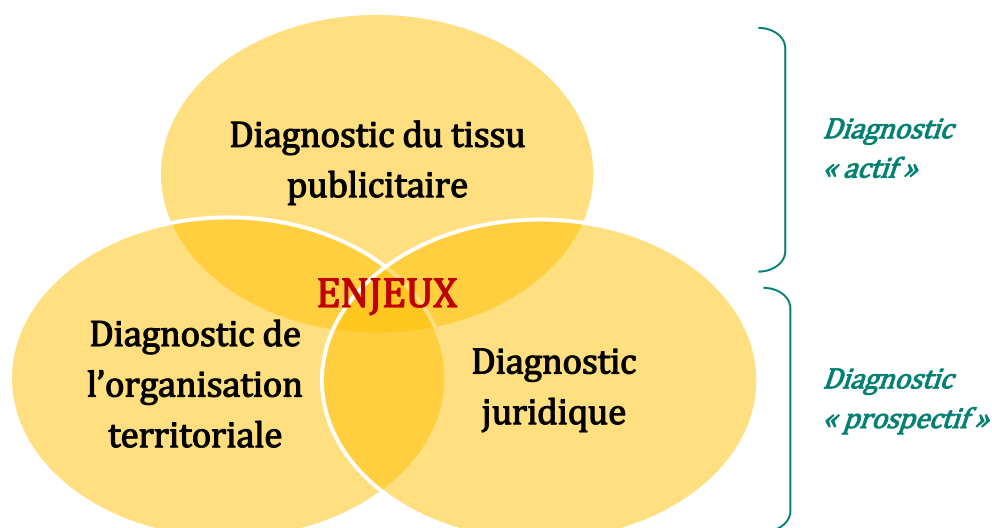 Diagnostic du tissu
publicitaire
Diagnostic
« actif »
ENJEUX
Diagnostic de
l’organisation
territoriale
Diagnostic
juridique
Diagnostic
« prospectif »